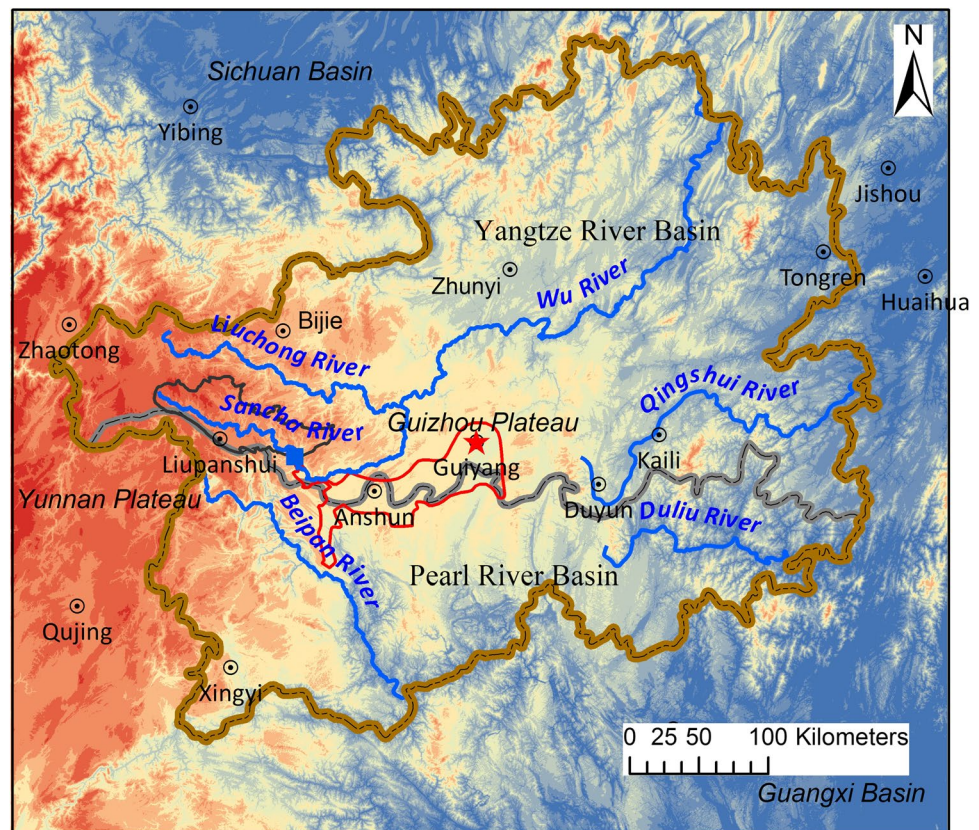 N
Sichuan Basin
Yibing
Jishou
Yangtze River Basin
Tongren
Zhunyi
Wu River
Huaihua
Bijie
Zhaotong
Liuchong River
Qingshui River
Sancha River
Guizhou Plateau
Liupanshui
Guiyang
Kaili
Yunnan Plateau
Anshun
Duyun
Duliu River
Beipan River
Pearl River Basin
Qujing
Xingyi
0 25 50 100 Kilometers
Guangxi Basin